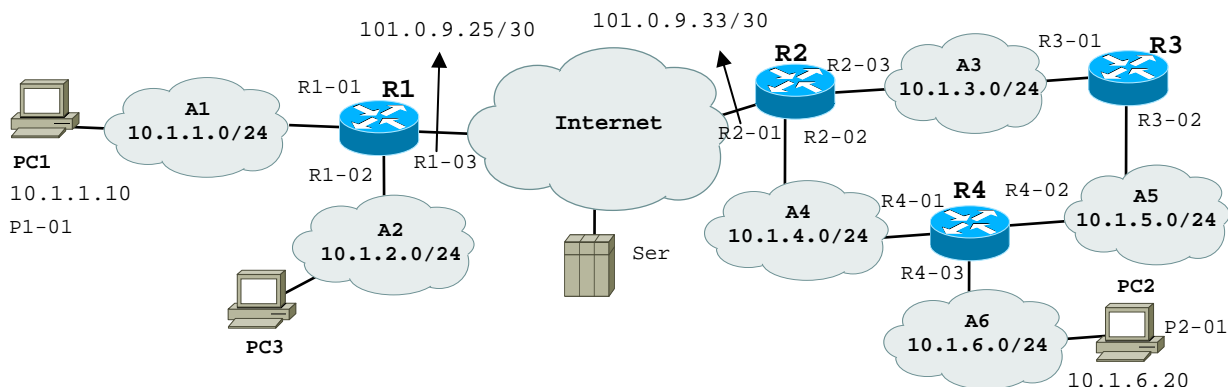 101.0.9.25/30
101.0.9.33/30
R1-01
R1
R2
R2-03
A3
10.1.3.0/24
R3-01
R3
A1
10.1.1.0/24
Internet
R2-01
R2-02
R3-02
PC1
10.1.1.10
P1-01
R1-02
R1-03
A2
10.1.2.0/24
PC3
Ser
A4
10.1.4.0/24
R4-01
R4
R4-02
A5
10.1.5.0/24
R4-03
A6
10.1.6.0/24
PC2
P2-01
10.1.6.20